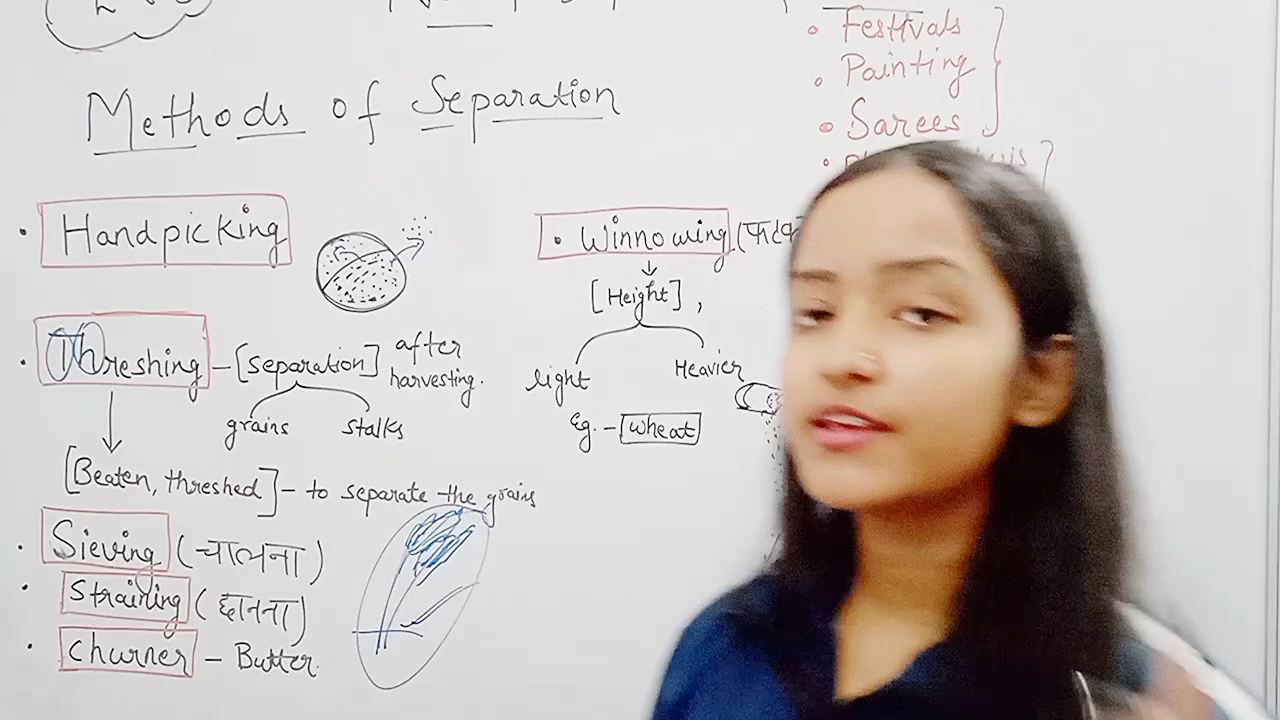 Festivals
Painting
Sarees
Methods of Separation
Handpicking
Winnowing
[Height],
light
Heavier
Eg. - wheat
Threshing - [separation] after harvesting.
grains
stalks
[Beaten, threshed] - to separate the grains
Sieving (चालना)
Straining (छानना)
Churner - Butter.